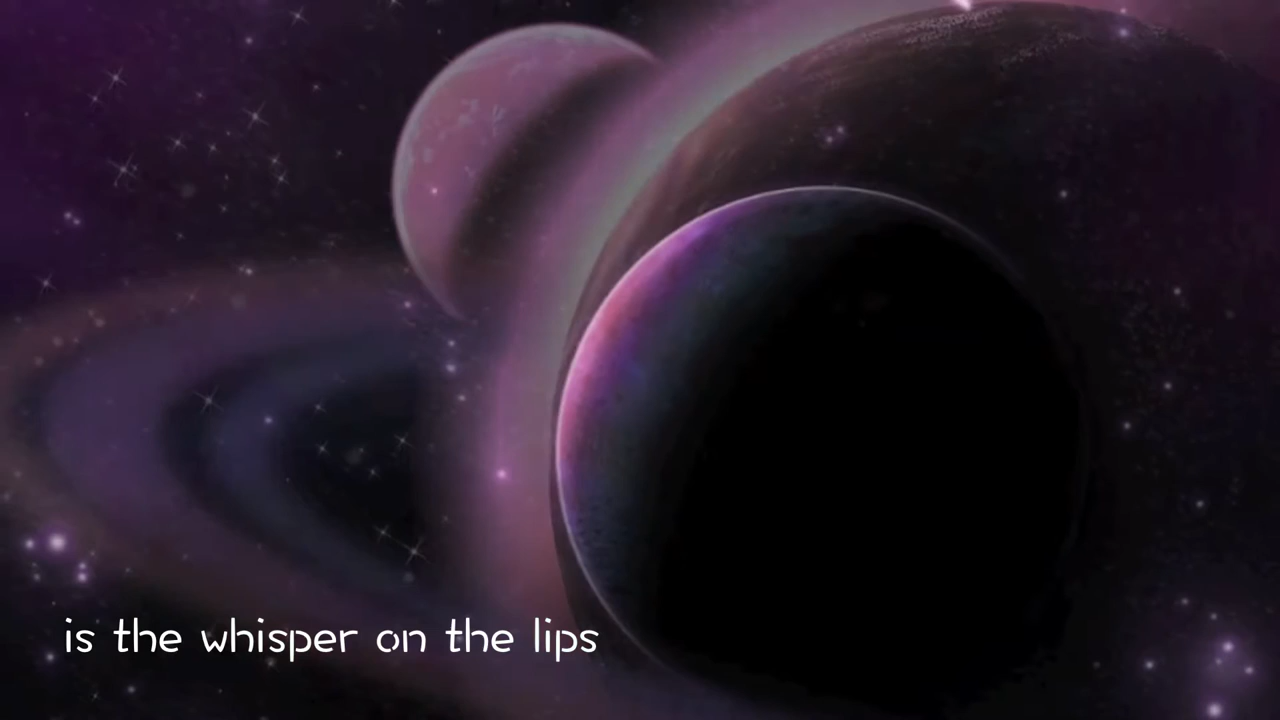 is the whisper on the lips